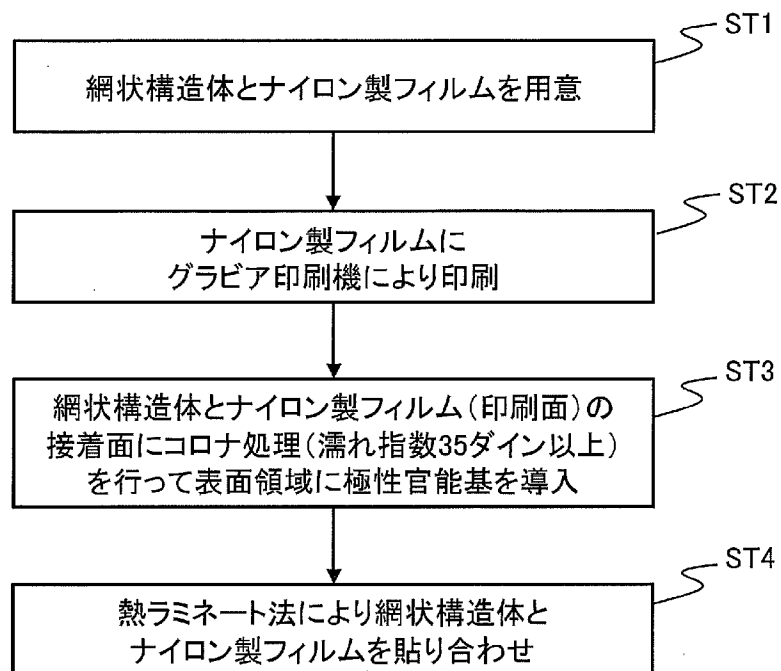 ST1
網状構造体とナイロン製フィルムを用意
ST2
ナイロン製フィルムに
グラビア印刷機により印刷
ST3
網状構造体とナイロン製フィルム(印刷面)の
接着面にコロナ処理(濡れ指数35ダイン以上)
を行って表面領域に極性官能基を導入
ST4
熱ラミネート法により網状構造体と
ナイロン製フィルムを貼り合わせ